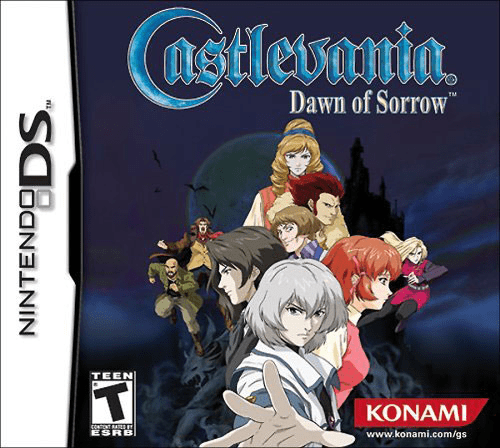 NINTENDO DS™
Castlevania®
Dawn of Sorrow™
TEEN
T
CONTENT RATED BY
ESRB
KONAMI
www.konami.com/gs